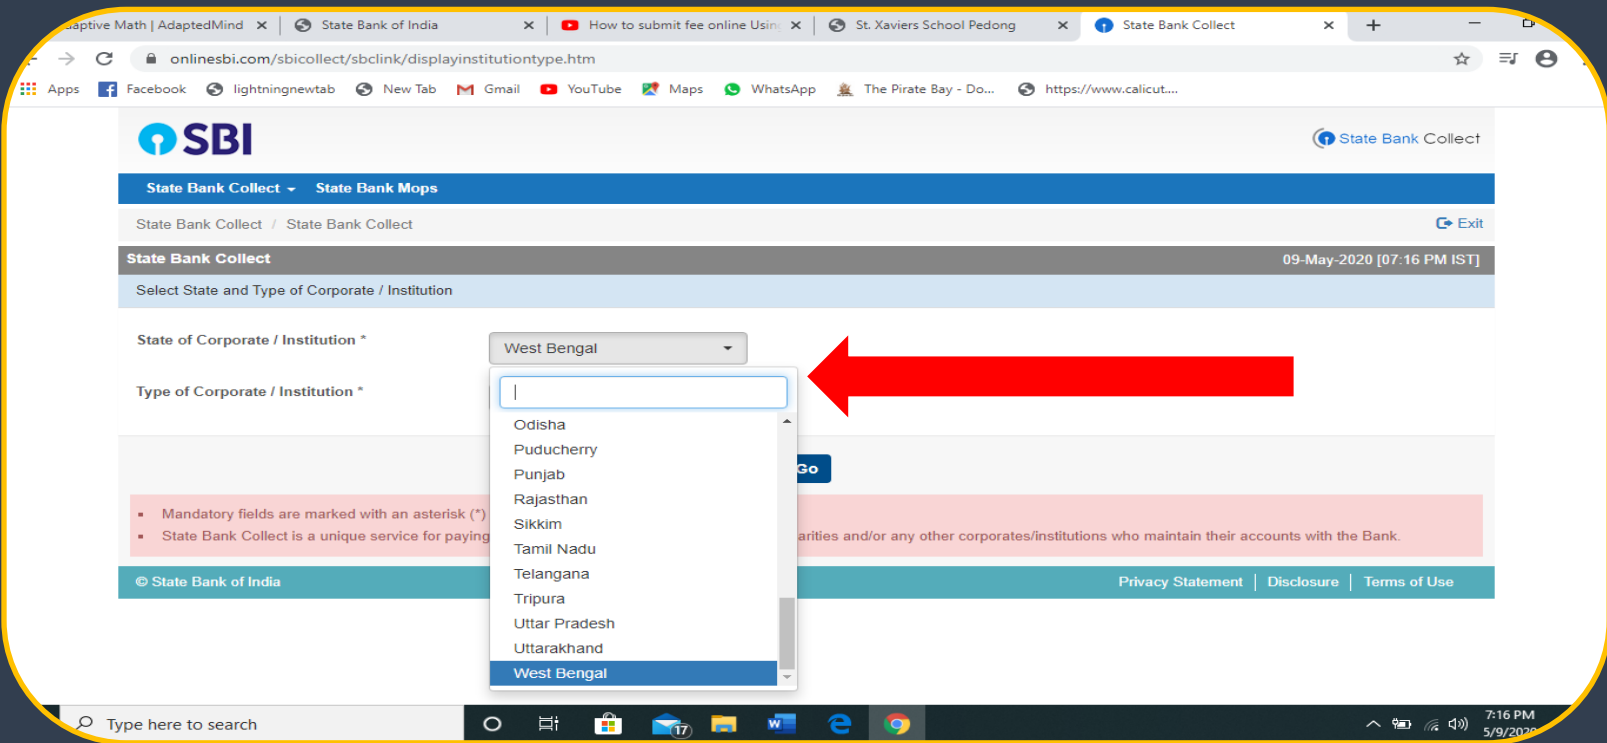 aptive Math | AdaptedMind
State Bank of India
How to submit fee online Usin
St. Xaviers School Pedong
State Bank Collect
onlinesbi.com/sbicollect/sbclink/displayinstitutiontype.htm
Apps
Facebook
lightningnewtab
New Tab
Gmail
YouTube
Maps
WhatsApp
The Pirate Bay - Do...
https://www.calicut....
SBI
State Bank Collect
State Bank Collect State Bank Mops
State Bank Collect / State Bank Collect
Exit
State Bank Collect
09-May-2020 [07:16 PM IST]
Select State and Type of Corporate / Institution
State of Corporate / Institution *
West Bengal
Type of Corporate / Institution *
Odisha
Puducherry
Punjab
Rajasthan
Sikkim
Tamil Nadu
Telangana
Tripura
Uttar Pradesh
Uttarakhand
West Bengal
Go
Mandatory fields are marked with an asterisk (*)
State Bank Collect is a unique service for paying
arities and/or any other corporates/institutions who maintain their accounts with the Bank.
© State Bank of India
Privacy Statement | Disclosure | Terms of Use
Type here to search
17
7:16 PM
5/9/2020